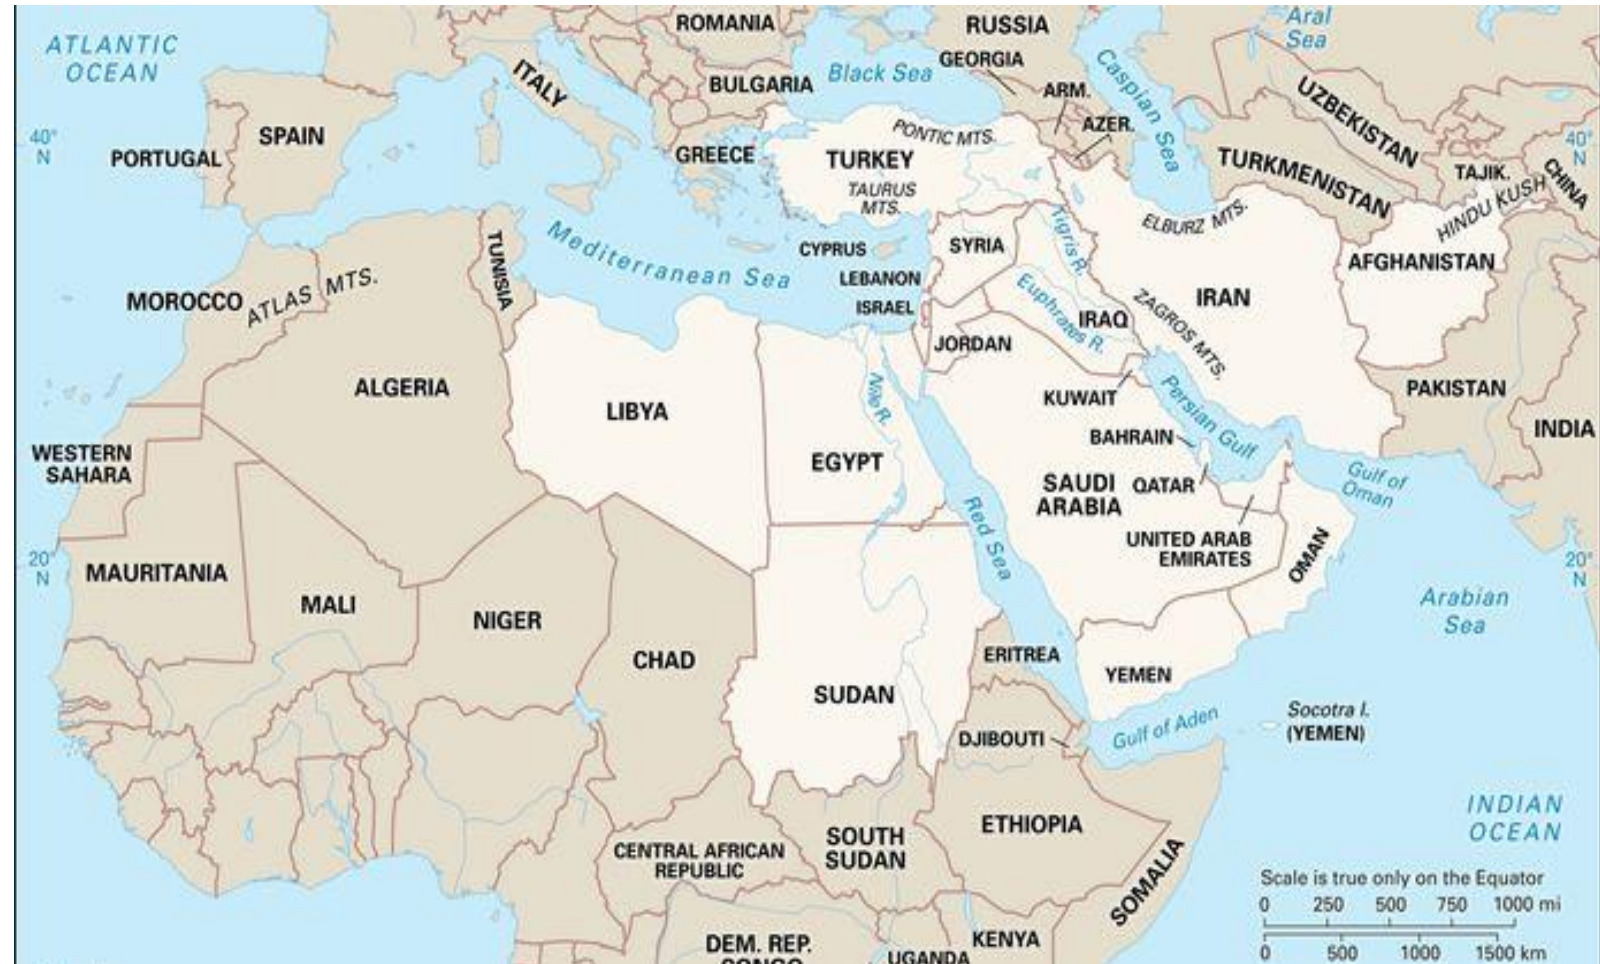 ATLANTIC
OCEAN
ROMANIA
RUSSIA
Aral
Sea
GEORGIA
ITALY
BULGARIA
Black Sea
Caspian Sea
ARM.
UZBEKISTAN
40°
N
SPAIN
PORTUGAL
GREECE
TURKEY
PONTIC MTS.
AZER.
TURKMENISTAN
TAJIK.
CHINA
40°
N
TAURUS
MTS.
ELBURZ MTS.
HINDU KUSH
TUNISIA
Mediterranean Sea
CYPRUS
SYRIA
Tigris R.
AFGHANISTAN
LEBANON
MOROCCO
ATLAS MTS.
ISRAEL
Euphrates R.
IRAQ
ZAGROS MTS.
IRAN
JORDAN
ALGERIA
LIBYA
Nile R.
KUWAIT
Persian Gulf
PAKISTAN
INDIA
BAHRAIN
WESTERN
SAHARA
EGYPT
SAUDI
ARABIA
QATAR
Gulf of
Oman
Red Sea
UNITED ARAB
EMIRATES
OMAN
20°
N
MAURITANIA
MALI
NIGER
Arabian
Sea
20°
N
CHAD
SUDAN
ERITREA
YEMEN
Socotra I.
(YEMEN)
DJIBOUTI
Gulf of Aden
INDIAN
OCEAN
CENTRAL AFRICAN
REPUBLIC
SOUTH
SUDAN
ETHIOPIA
SOMALIA
Scale is true only on the Equator
0 250 500 750 1000 mi
0 500 1000 1500 km
DEM. REP.
CONGO
UGANDA
KENYA